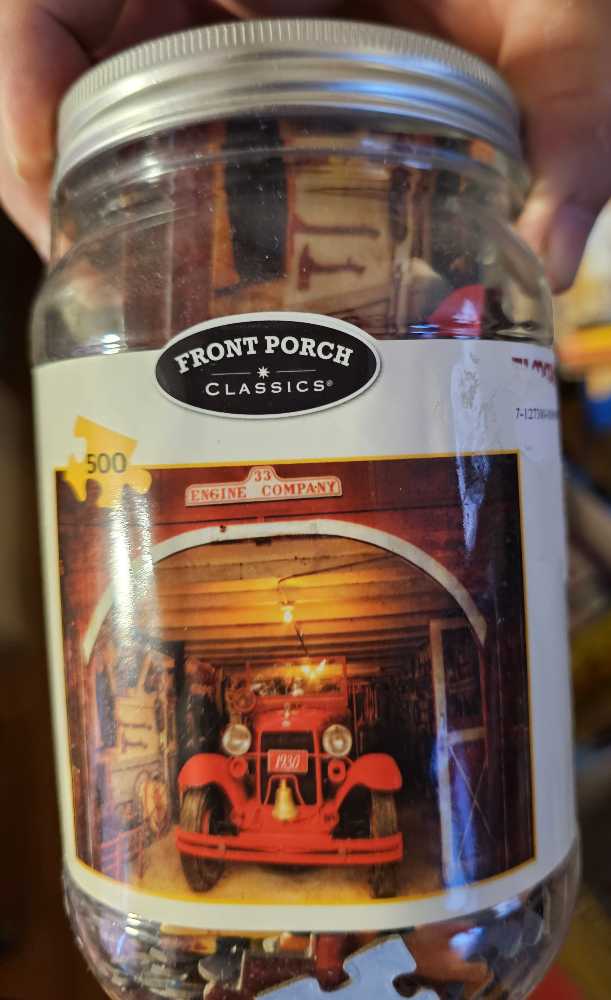 FRONT PORCH
CLASSICS®
500
33
ENGINE COMPANY
1930